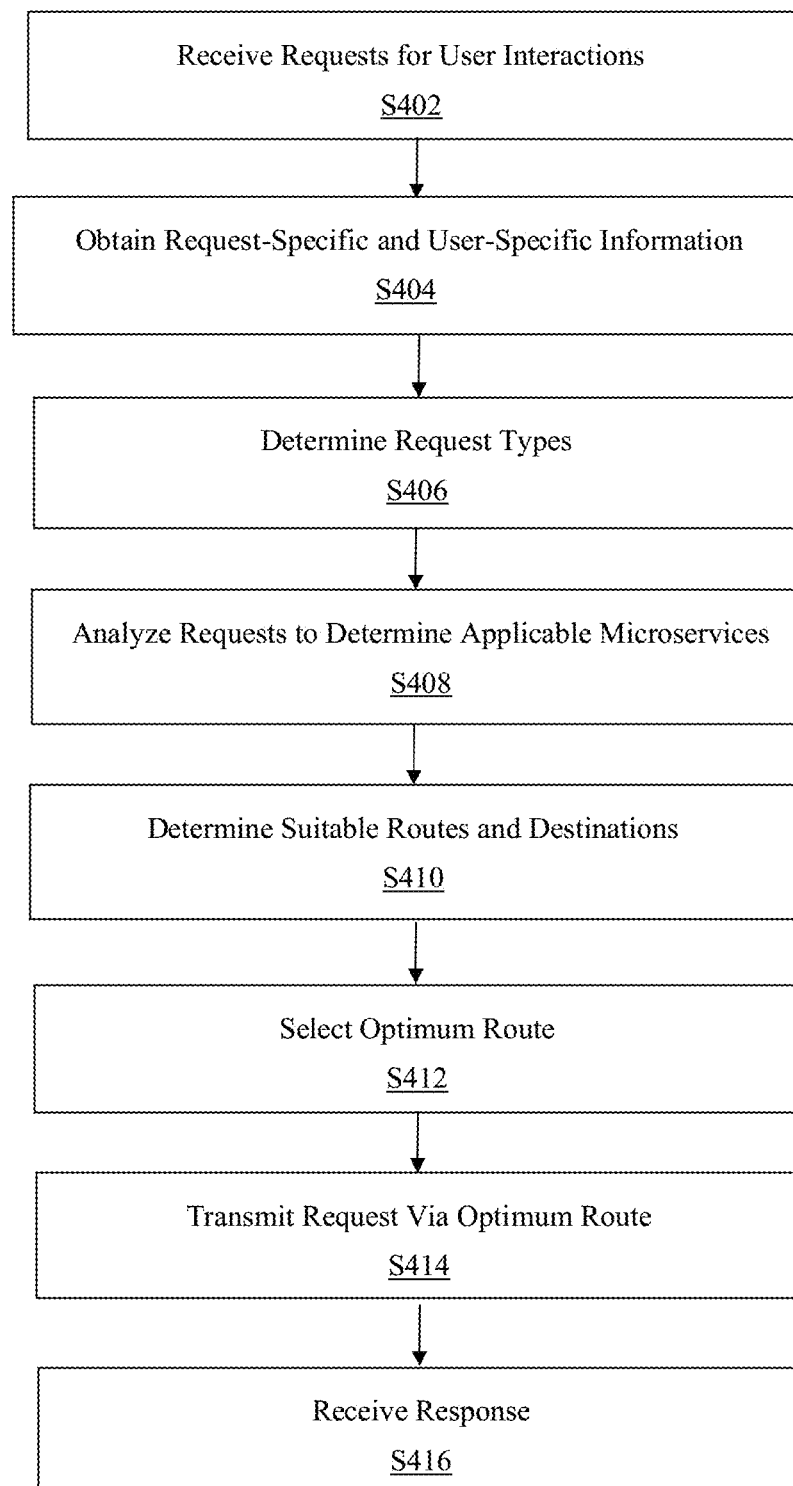 Receive Requests for User Interactions
S402
Obtain Request-Specific and User-Specific Information
S404
Determine Request Types
S406
Analyze Requests to Determine Applicable Microservices
S408
Determine Suitable Routes and Destinations
S410
Select Optimum Route
S412
Transmit Request Via Optimum Route
S414
Receive Response
S416